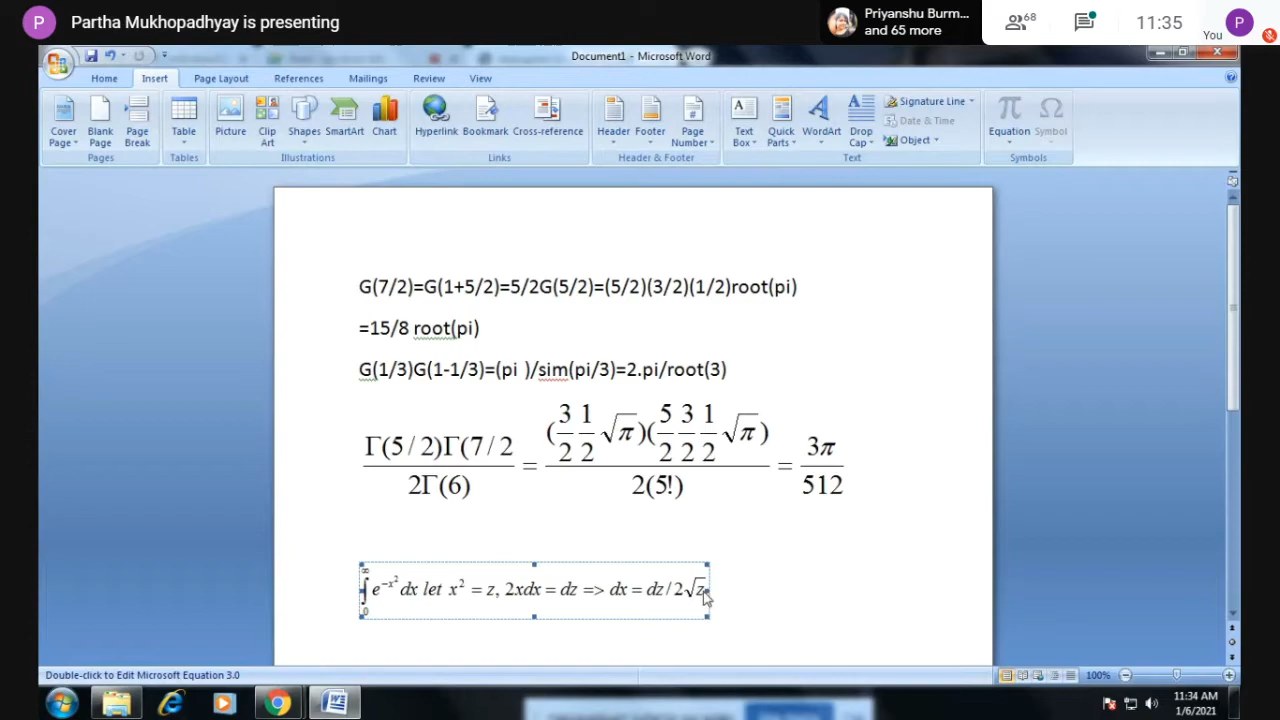 P Partha Mukhopadhyay is presenting
Priyanshu Burm...
and 65 more
68
11:35
You
P
Document1 - Microsoft Word
Home Insert Page Layout References Mailings Review View
Cover Page Blank Page Page Break Table Picture Clip Art Shapes SmartArt Chart Hyperlink Bookmark Cross-reference Header Footer Page Number Text Box Quick Parts WordArt Drop Cap Signature Line Date & Time Object Equation Symbol
Pages Tables Illustrations Links Header & Footer Text Symbols
G(7/2)=G(1+5/2)=5/2G(5/2)=(5/2)(3/2)(1/2)root(pi)
=15/8 root(pi)
G(1/3)G(1-1/3)=(pi )/sim(pi/3)=2.pi/root(3)
Γ(5/2)Γ(7/2 / 2Γ(6) = (3/2 1/2 √π)(5/2 3/2 1/2 √π) / 2(5!) = 3π / 512
∫₀^∞ e^(-x²) dx let x² = z, 2xdx = dz => dx = dz/2√z
Double-click to Edit Microsoft Equation 3.0
100%
11:34 AM
1/6/2021